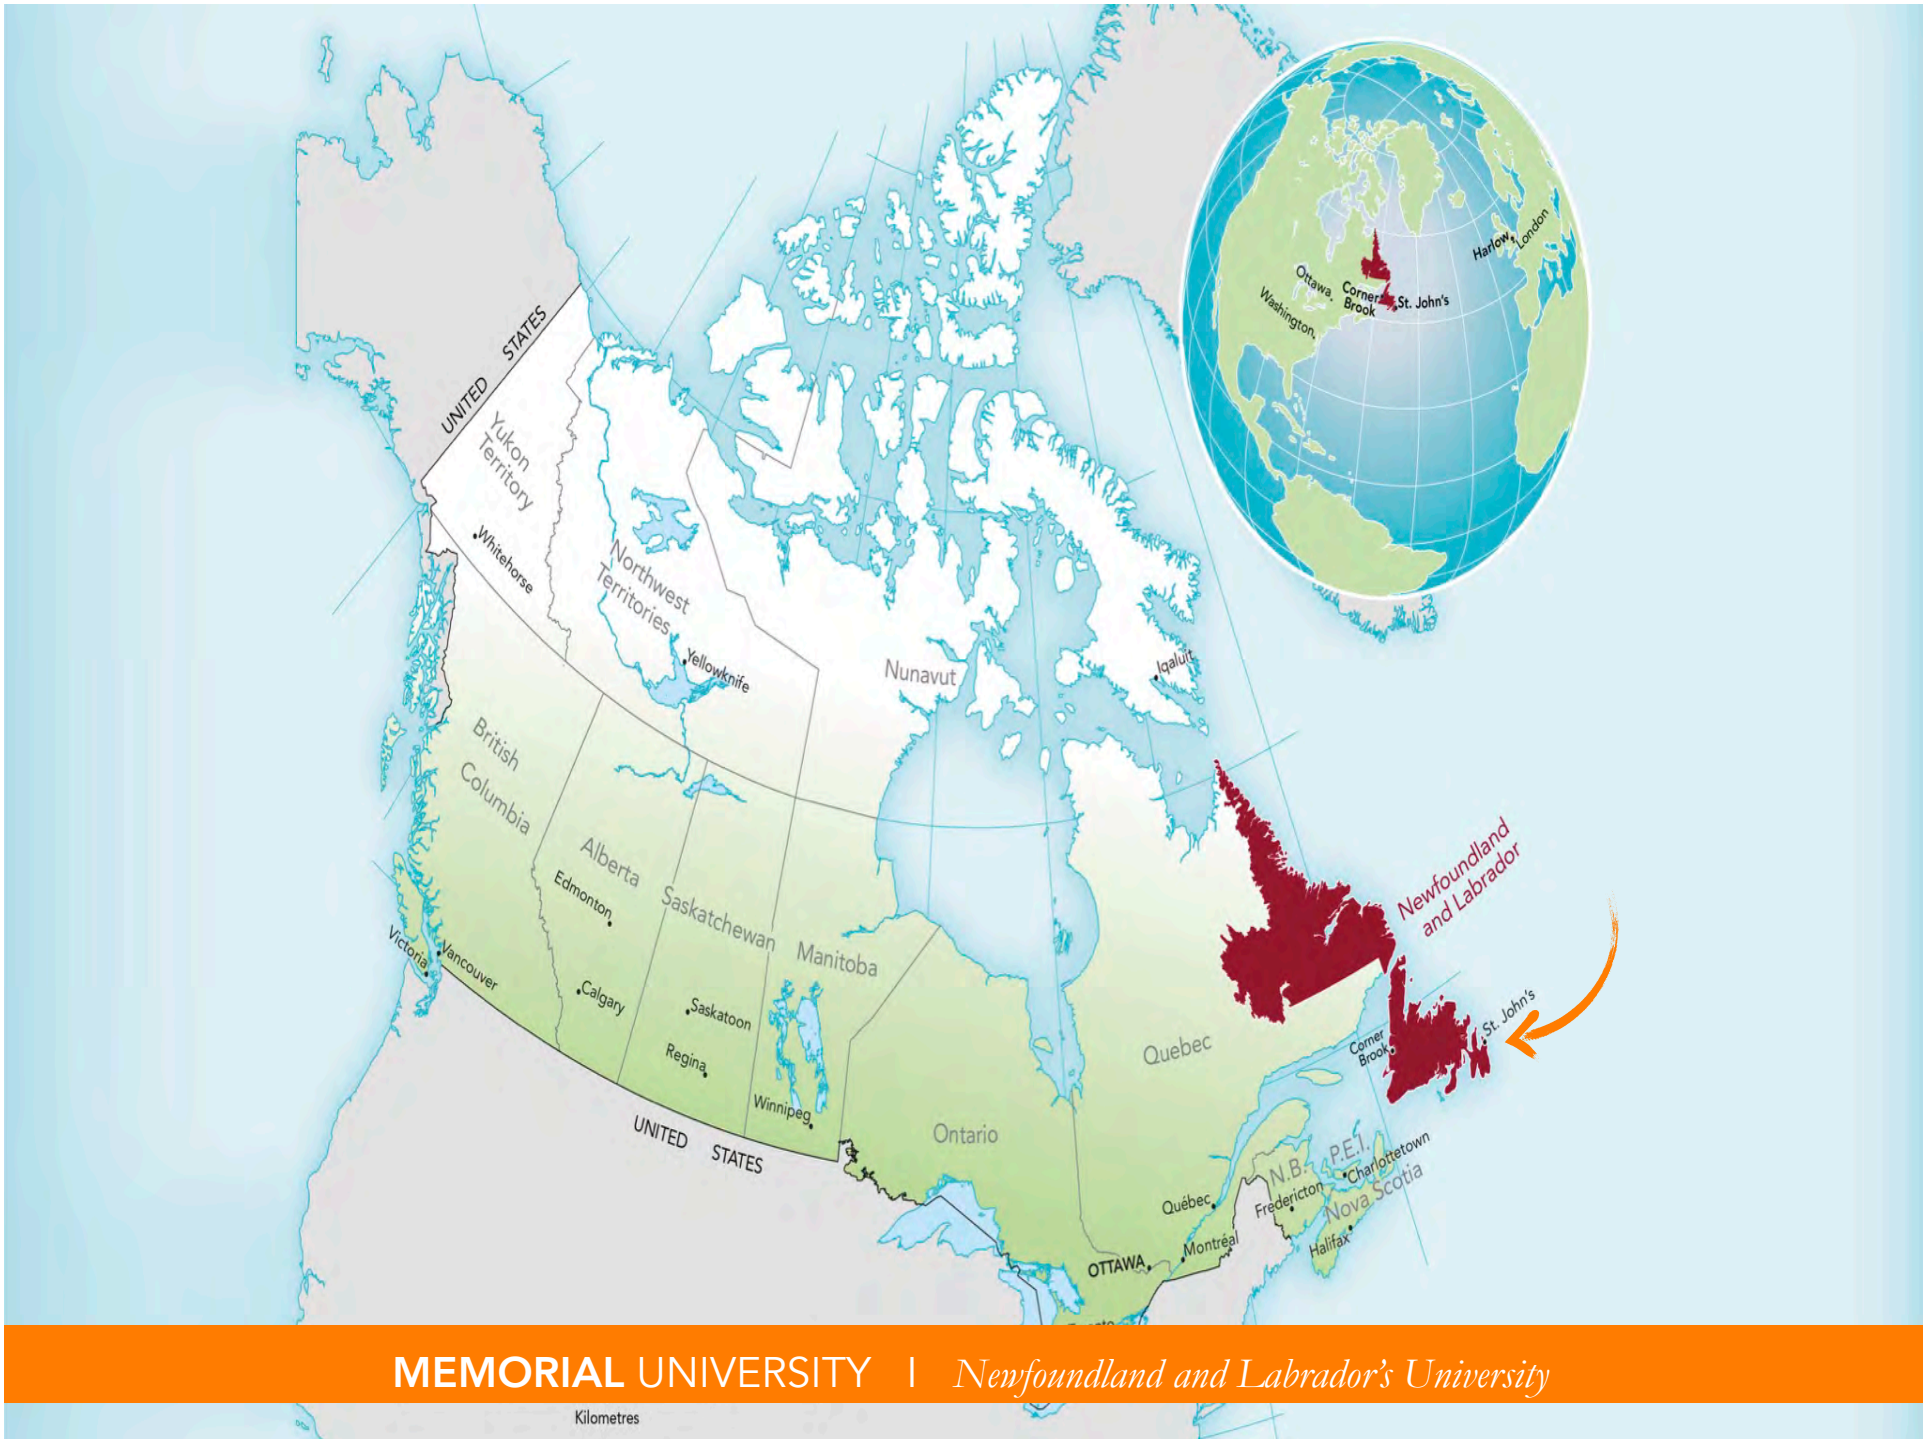 UNITED STATES
Yukon
Territory
Whitehorse
Northwest
Territories
Yellowknife
Nunavut
Iqaluit
British
Columbia
Victoria
Vancouver
Alberta
Edmonton
Calgary
Saskatchewan
Saskatoon
Regina
Manitoba
Winnipeg
UNITED STATES
Ontario
OTTAWA
Quebec
Québec
Montréal
N.B.
Fredericton
P.E.I.
Charlottetown
Nova Scotia
Halifax
Newfoundland
and Labrador
Corner
Brook
St. John's
Ottawa
Washington
Corner
Brook
St. John's
Harlow
London
MEMORIAL UNIVERSITY | Newfoundland and Labrador's University
Kilometres